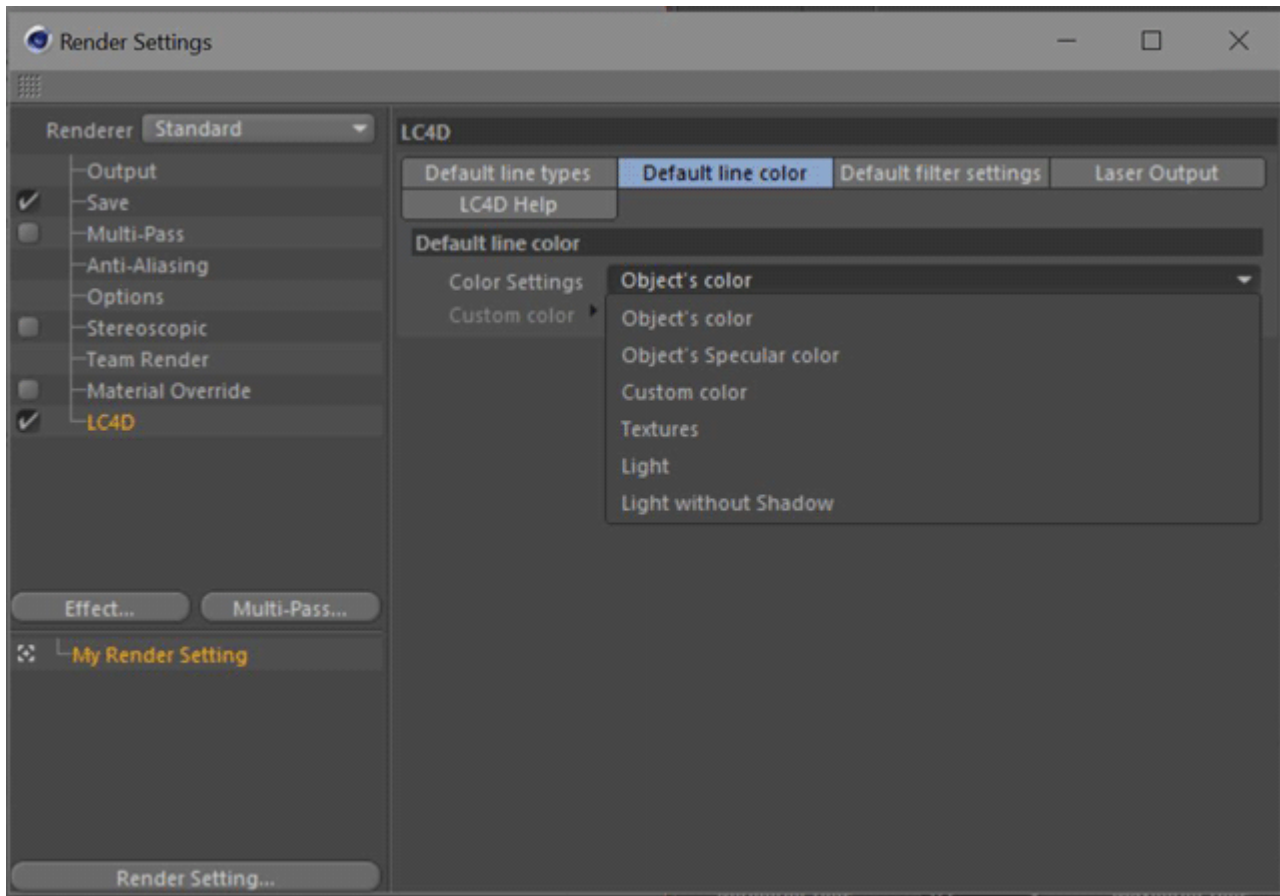 Render Settings
Renderer Standard
Output
Save
Multi-Pass
Anti-Aliasing
Options
Stereoscopic
Team Render
Material Override
LC4D
Effect... Multi-Pass...
My Render Setting
Render Setting...
LC4D
Default line types Default line color Default filter settings Laser Output
LC4D Help
Default line color
Color Settings Object's color
Custom color
Object's color
Object's Specular color
Custom color
Textures
Light
Light without Shadow